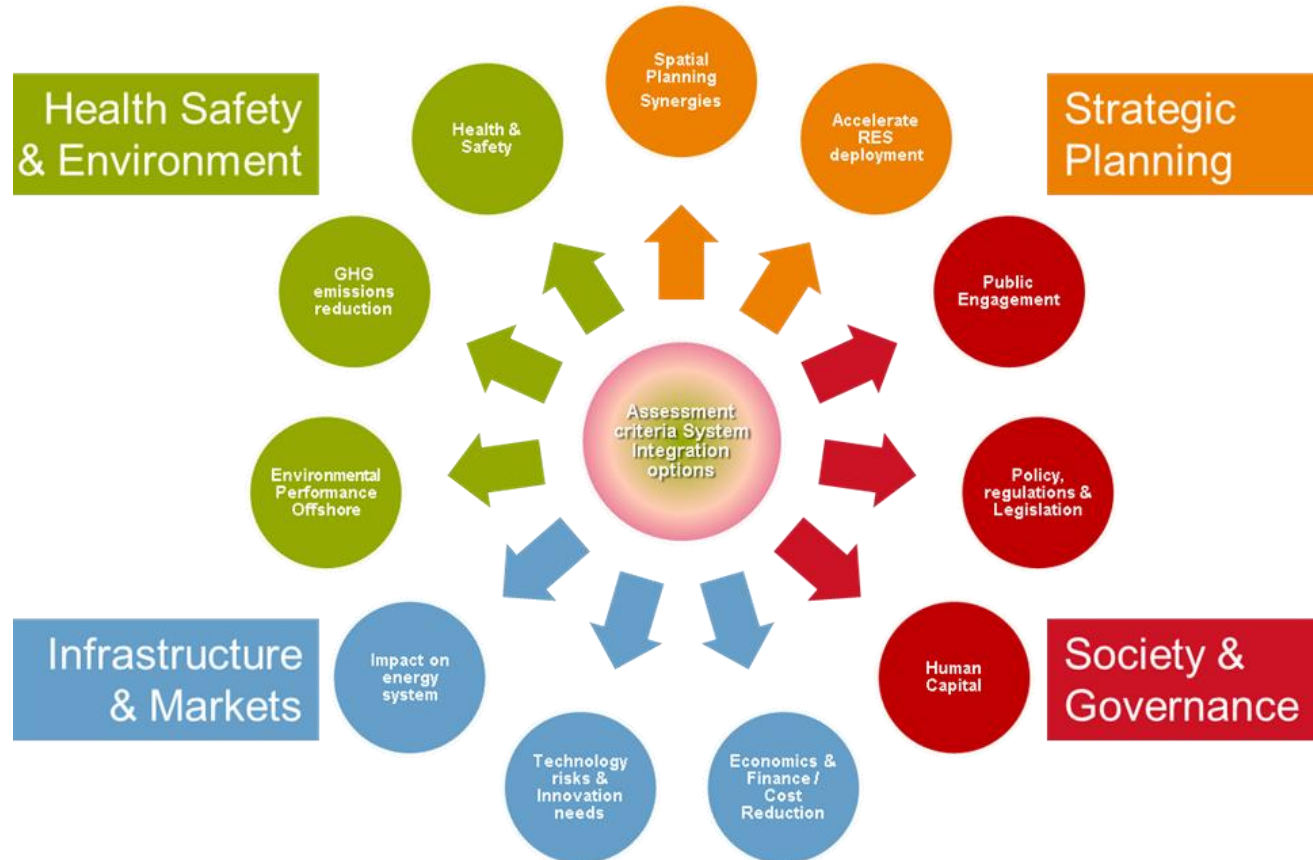 Health Safety
& Environment
Strategic
Planning
Spatial
Planning
Synergies
Health &
Safety
Accelerate
RES
deployment
GHG
emissions
reduction
Public
Engagement
Assessment
criteria System
Integration
options
Environmental
Performance
Offshore
Policy,
regulations &
Legislation
Infrastructure
& Markets
Impact on
energy
system
Human
Capital
Society &
Governance
Technology
risks &
Innovation
needs
Economics &
Finance /
Cost
Reduction